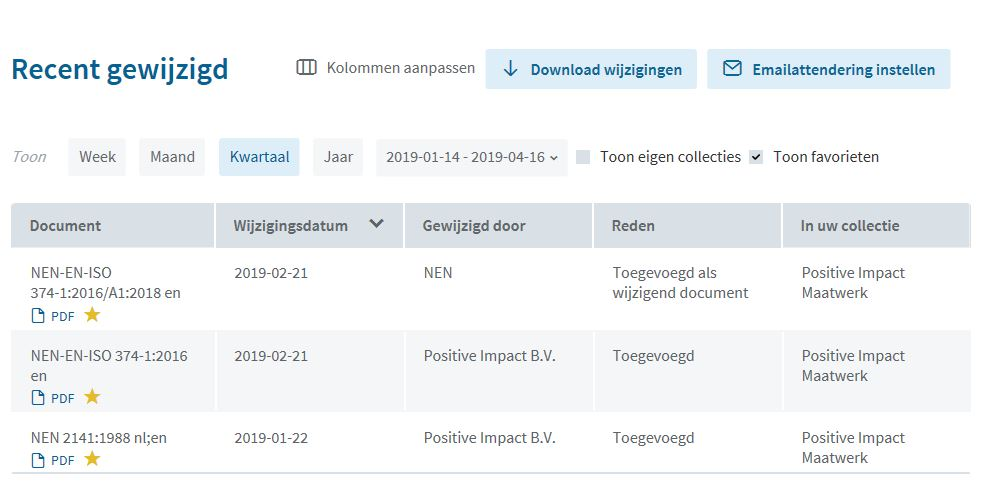 Recent gewijzigd
Kolommen aanpassen
Download wijzigingen
Emailattendering instellen
Toon
Week
Maand
Kwartaal
Jaar
2019-01-14 - 2019-04-16
Toon eigen collecties
Toon favorieten
Document
Wijzigingsdatum
Gewijzigd door
Reden
In uw collectie
NEN-EN-ISO
374-1:2016/A1:2018 en
PDF
2019-02-21
NEN
Toegevoegd als
wijzigend document
Positive Impact
Maatwerk
NEN-EN-ISO 374-1:2016
en
PDF
2019-02-21
Positive Impact B.V.
Toegevoegd
Positive Impact
Maatwerk
NEN 2141:1988 nl;en
PDF
2019-01-22
Positive Impact B.V.
Toegevoegd
Positive Impact
Maatwerk